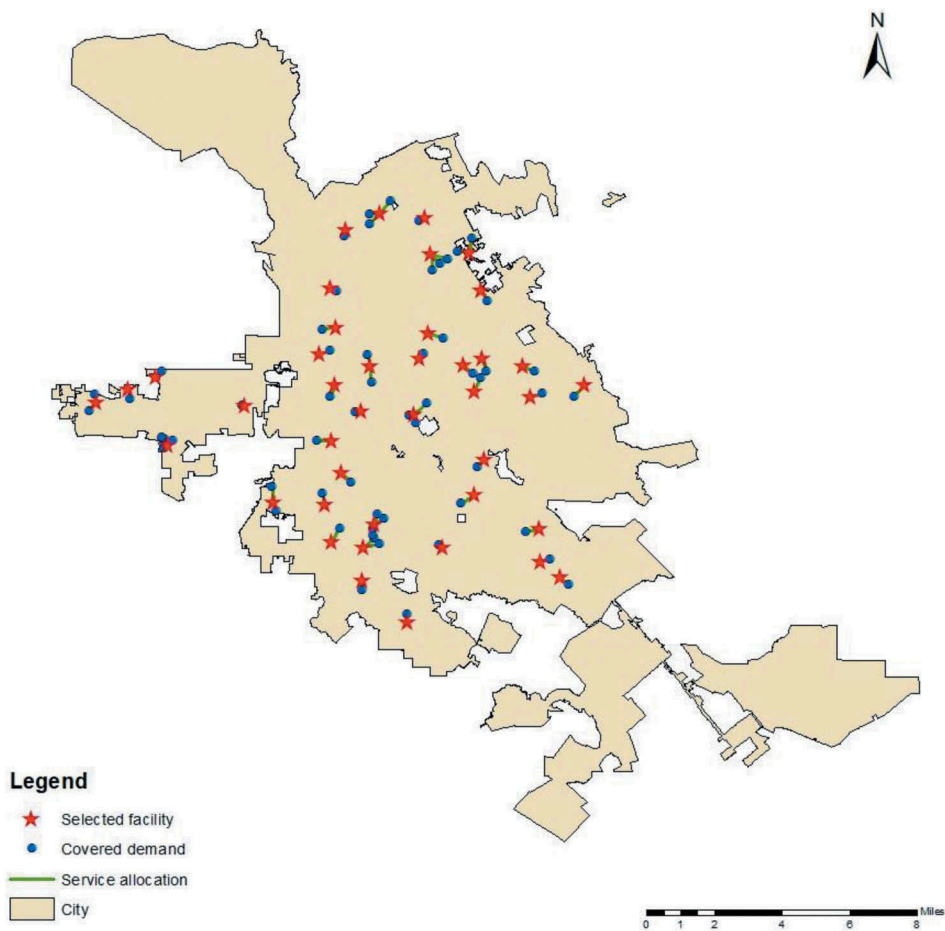 N
Legend
Selected facility
Covered demand
Service allocation
City
0 1 2 4 6 8 Miles